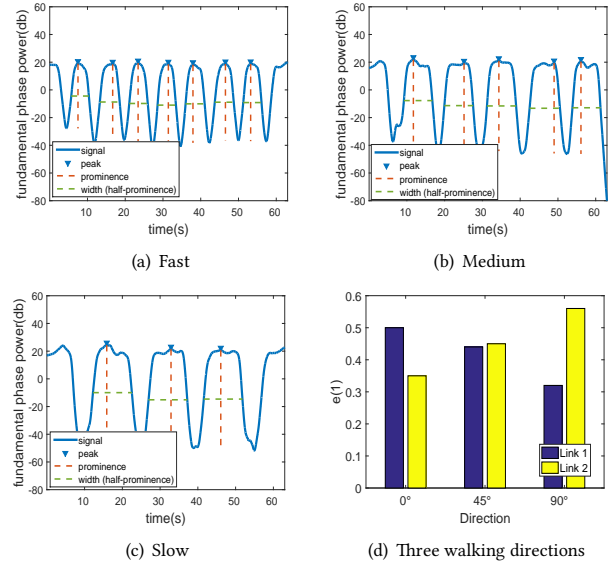 60
40
20
0
-20
-40
-60
-80
fundamental phase power(db)
signal
peak
prominence
width (half-prominence)
10 20 30 40 50 60
time(s)
(a) Fast
60
40
20
0
-20
-40
-60
-80
fundamental phase power(db)
signal
peak
prominence
width (half-prominence)
10 20 30 40 50 60
time(s)
(b) Medium
60
40
20
0
-20
-40
-60
-80
fundamental phase power(db)
signal
peak
prominence
width (half-prominence)
10 20 30 40 50 60
time(s)
(c) Slow
0.6
0.5
0.4
0.3
0.2
0.1
0
e(1)
Link 1
Link 2
0° 45° 90°
Direction
(d) Three walking directions